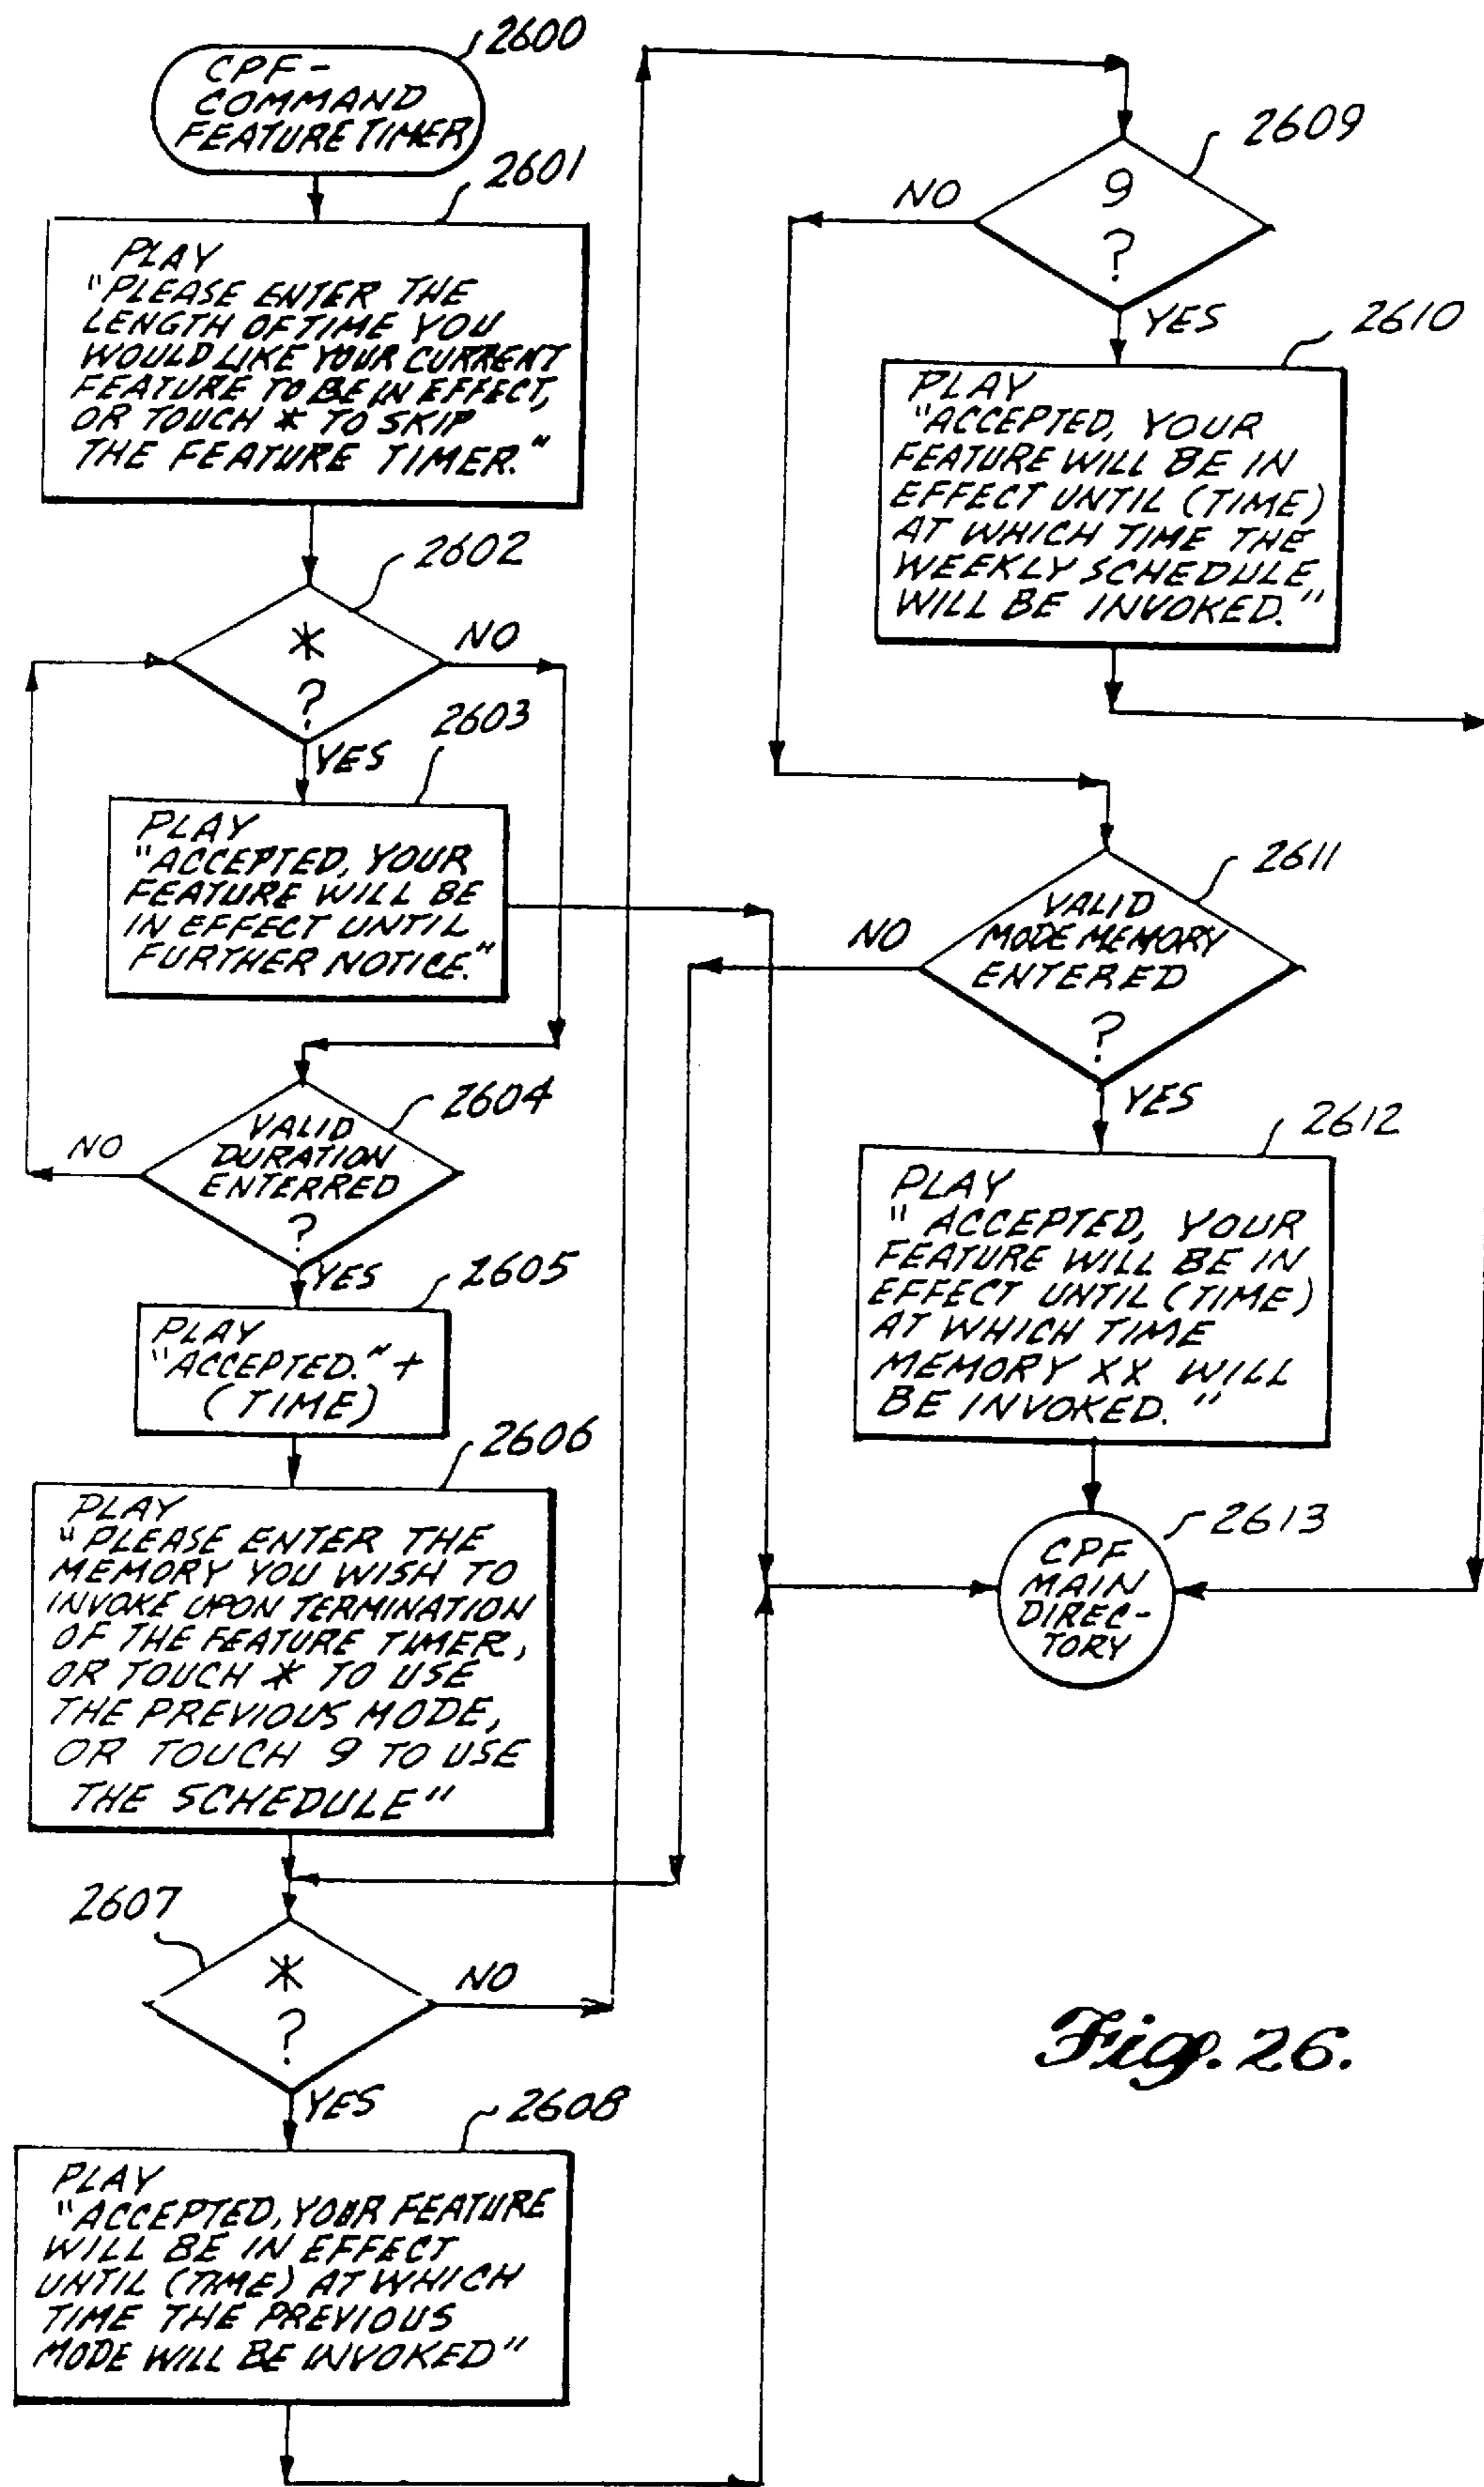 2600
CPF-
COMMAND
FEATURE TIMER
2601
PLAY
"PLEASE ENTER THE
LENGTH OF TIME YOU
WOULD LIKE YOUR CURRENT
FEATURE TO BE IN EFFECT,
OR TOUCH * TO SKIP
THE FEATURE TIMER."
2602
*
?
NO
YES
2603
PLAY
"ACCEPTED, YOUR
FEATURE WILL BE
IN EFFECT UNTIL
FURTHER NOTICE."
2604
VALID
DURATION
ENTERRED
?
NO
YES
2605
PLAY
"ACCEPTED." +
(TIME)
2606
PLAY
"PLEASE ENTER THE
MEMORY YOU WISH TO
INVOKE UPON TERMINATION
OF THE FEATURE TIMER,
OR TOUCH * TO USE
THE PREVIOUS MODE,
OR TOUCH 9 TO USE
THE SCHEDULE"
2607
*
?
NO
YES
2608
PLAY
"ACCEPTED, YOUR FEATURE
WILL BE IN EFFECT
UNTIL (TIME) AT WHICH
TIME THE PREVIOUS
MODE WILL BE INVOKED"
2609
9
?
NO
YES
2610
PLAY
"ACCEPTED, YOUR
FEATURE WILL BE IN
EFFECT UNTIL (TIME)
AT WHICH TIME THE
WEEKLY SCHEDULE
WILL BE INVOKED."
2611
VALID
MODE MEMORY
ENTERED
?
NO
YES
2612
PLAY
"ACCEPTED, YOUR
FEATURE WILL BE IN
EFFECT UNTIL (TIME)
AT WHICH TIME
MEMORY XX WILL
BE INVOKED."
2613
CPF
MAIN
DIREC-
TORY
Fig. 26.